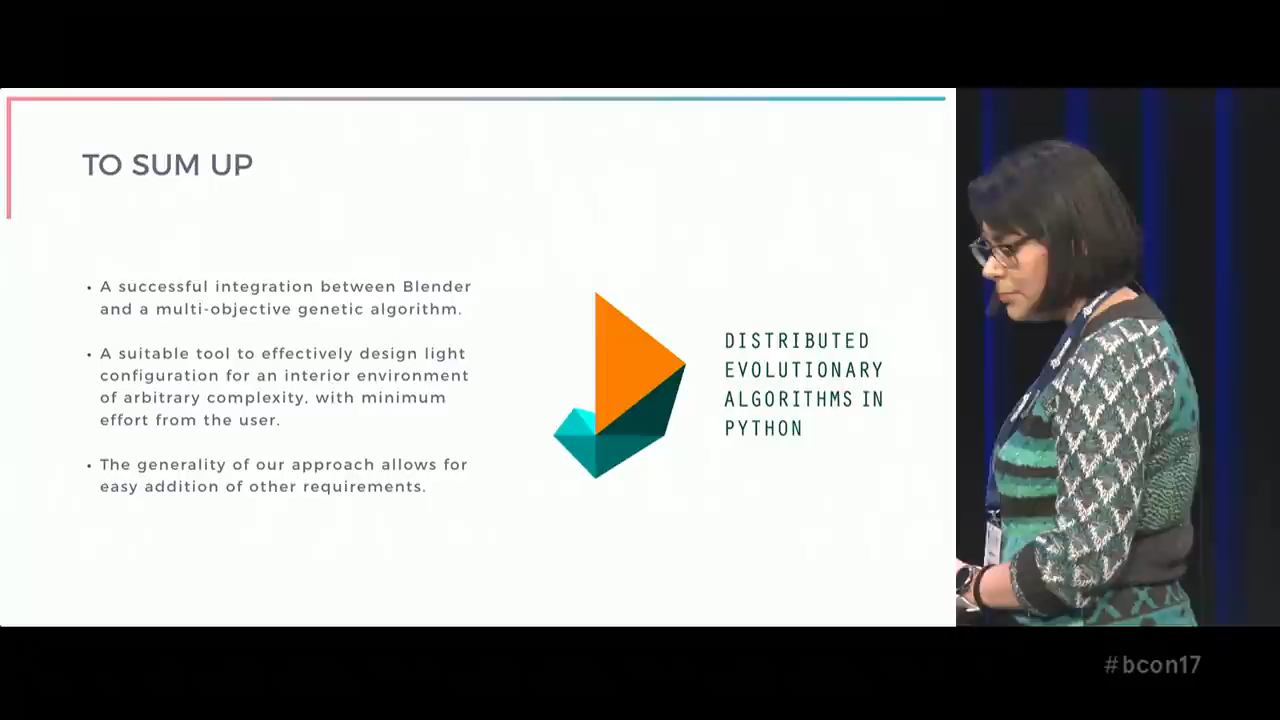 TO SUM UP
• A successful integration between Blender
and a multi-objective genetic algorithm.
• A suitable tool to effectively design light
configuration for an interior environment
of arbitrary complexity, with minimum
effort from the user.
• The generality of our approach allows for
easy addition of other requirements.
DISTRIBUTED
EVOLUTIONARY
ALGORITHMS IN
PYTHON
#bcon17